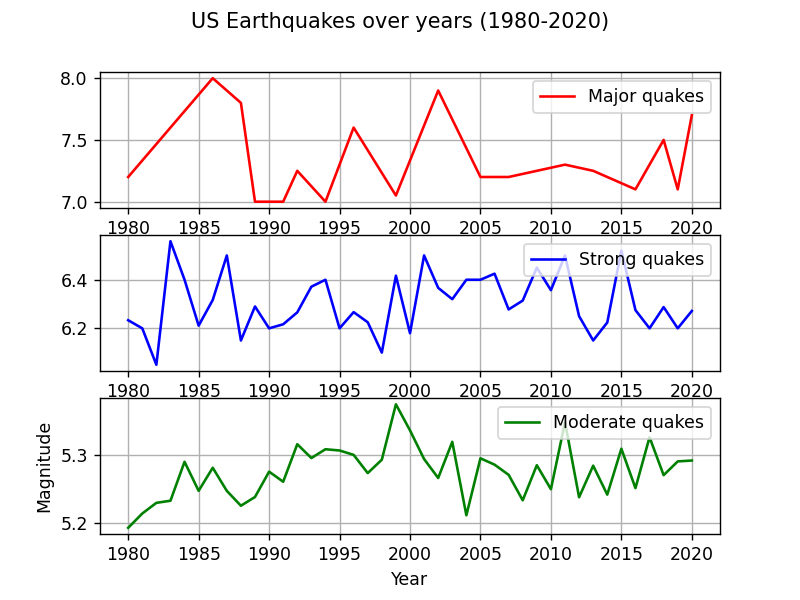 US Earthquakes over years (1980-2020)
8.0
7.5
7.0
Major quakes
1980 1985 1990 1995 2000 2005 2010 2015 2020
6.4
6.2
Strong quakes
1980 1985 1990 1995 2000 2005 2010 2015 2020
Magnitude
5.3
5.2
Moderate quakes
1980 1985 1990 1995 2000 2005 2010 2015 2020
Year